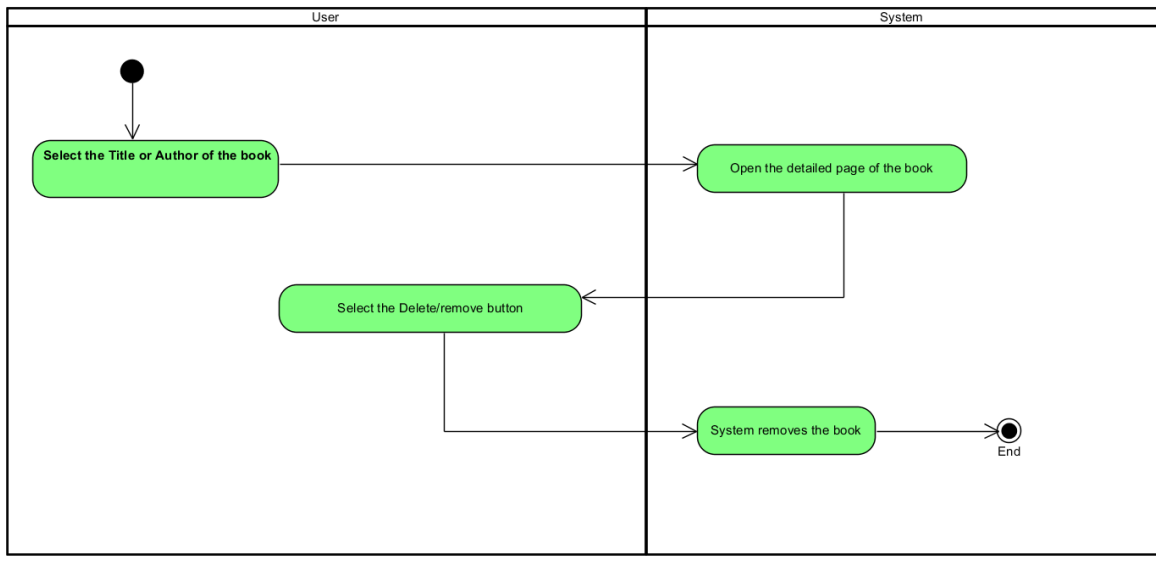 User
System
Select the Title or Author of the book
Open the detailed page of the book
Select the Delete/remove button
System removes the book
End